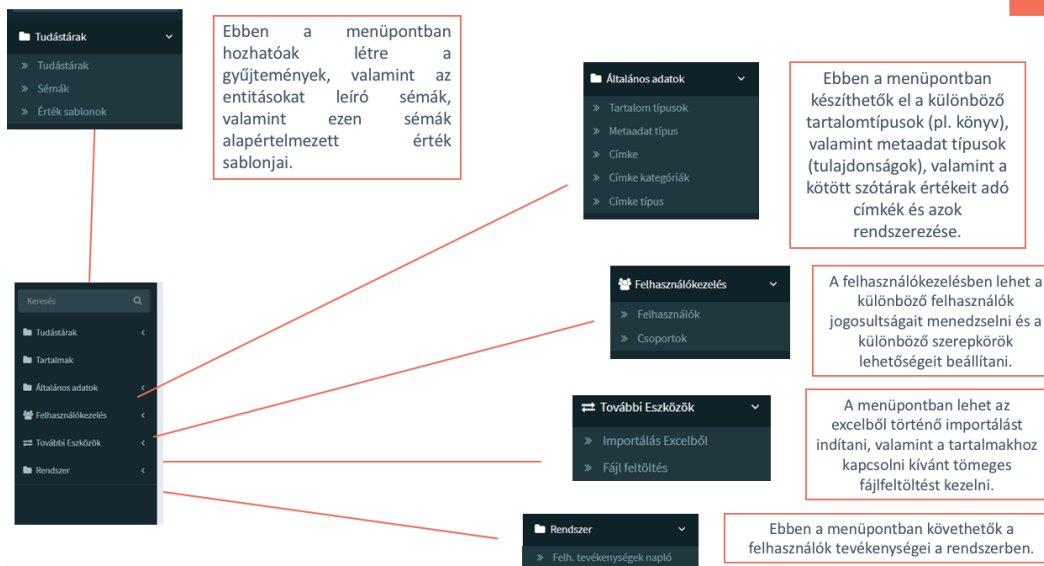 Tudástárak
Tudástárak
Sémák
Érték sablonok
Ebben a menüpontban
hozhatóak létre a
gyűjtemények, valamint az
entitásokat leíró sémák,
valamint ezen sémák
alapértelmezett érték
sablonjai.
Általános adatok
Tartalom típusok
Metaadat típus
Címke
Címke kategóriák
Címke típus
Ebben a menüpontban
készíthetők el a különböző
tartalomtípusok (pl. könyv),
valamint metaadat típusok
(tulajdonságok), valamint a
kötött szótárak értékeit adó
címkék és azok
rendszerezése.
Keresés
Tudástárak
Tartalmak
Általános adatok
Felhasználókezelés
További Eszközök
Rendszer
Felhasználókezelés
Felhasználók
Csoportok
A felhasználókezelésben lehet a
különböző felhasználók
jogosultságait menedzselni és a
különböző szerepkörök
lehetőségeit beállítani.
További Eszközök
Importálás Excelből
Fájl feltöltés
A menüpontban lehet az
excelből történő importálást
indítani, valamint a tartalmakhoz
kapcsolni kívánt tömeges
fájlfeltöltést kezelni.
Rendszer
Felh. tevékenységek napló
Ebben a menüpontban követhetők a
felhasználók tevékenységei a rendszerben.